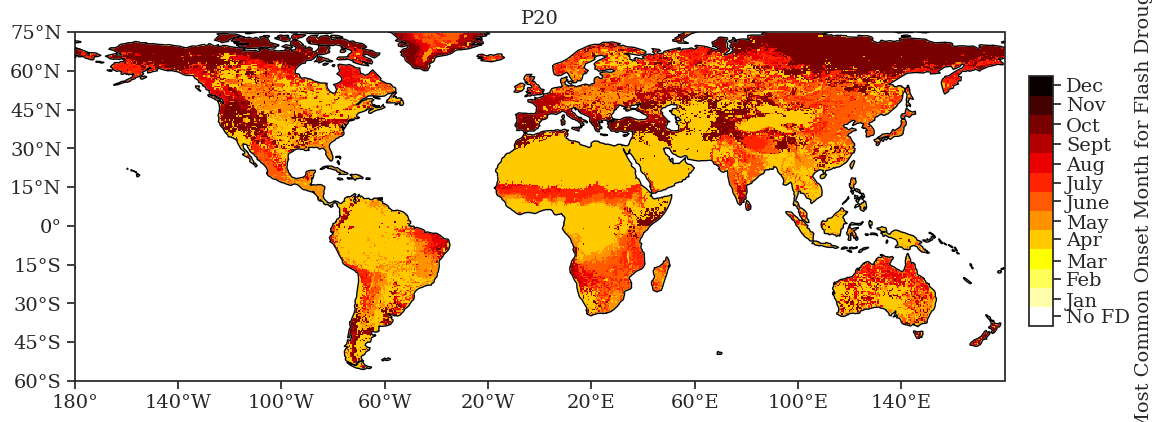 P20
75°N
60°N
45°N
30°N
15°N
0°
15°S
30°S
45°S
60°S
180°
140°W
100°W
60°W
20°W
20°E
60°E
100°E
140°E
Dec
Nov
Oct
Sept
Aug
July
June
May
Apr
Mar
Feb
Jan
No FD
Most Common Onset Month for Flash Drough